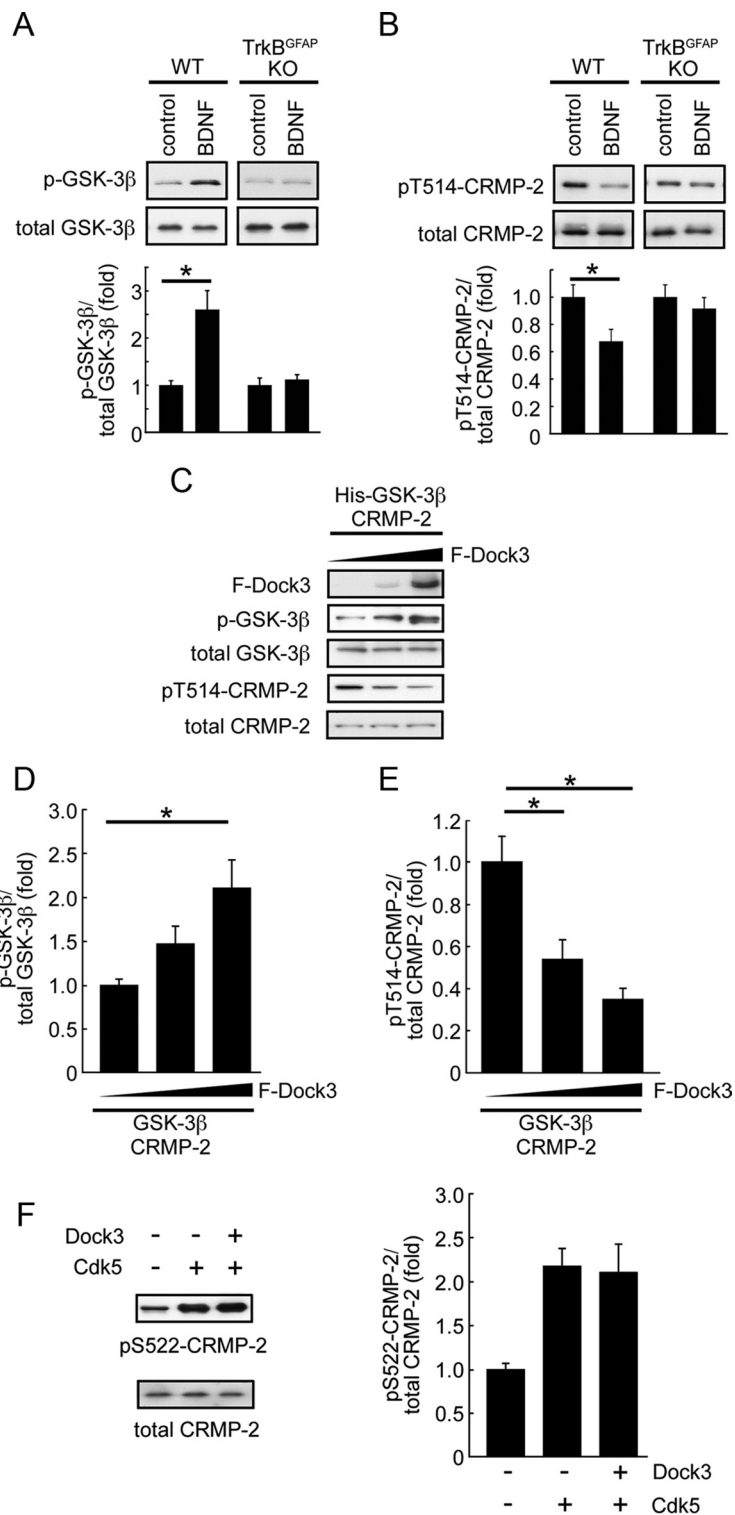 A
WT
TrkBGFAP
KO
control
BDNF
control
BDNF
p-GSK-3β
total GSK-3β
p-GSK-3β/
total GSK-3β (fold)
3
2
1
0
*
B
WT
TrkBGFAP
KO
control
BDNF
control
BDNF
pT514-CRMP-2
total CRMP-2
pT514-CRMP-2/
total CRMP-2 (fold)
1.0
0.8
0.6
0.4
0.2
0
*
C
His-GSK-3β
CRMP-2
F-Dock3
F-Dock3
p-GSK-3β
total GSK-3β
pT514-CRMP-2
total CRMP-2
D
p-GSK-3β/
total GSK-3β (fold)
3.0
2.5
2.0
1.5
1.0
0.5
0
*
F-Dock3
GSK-3β
CRMP-2
E
pT514-CRMP-2/
total CRMP-2 (fold)
1.2
1.0
0.8
0.6
0.4
0.2
0
*
*
F-Dock3
GSK-3β
CRMP-2
F
Dock3 - - +
Cdk5 - + +
pS522-CRMP-2
total CRMP-2
pS522-CRMP-2/
total CRMP-2 (fold)
3.0
2.5
2.0
1.5
1.0
0.5
0
- - + Dock3
- + + Cdk5